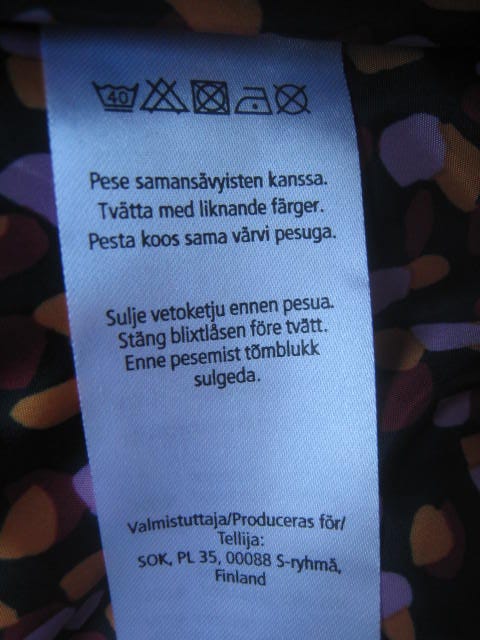 40
Pese samansävyisten kanssa.
Tvätta med liknande färger.
Pesta koos sama värvi pesuga.
Sulje vetoketju ennen pesua.
Stäng blixtlåsen före tvätt.
Enne pesemist tõmblukk
sulgeda.
Valmistuttaja/Produceras för/
Tellija:
SOK, PL 35, 00088 S-ryhmä,
Finland